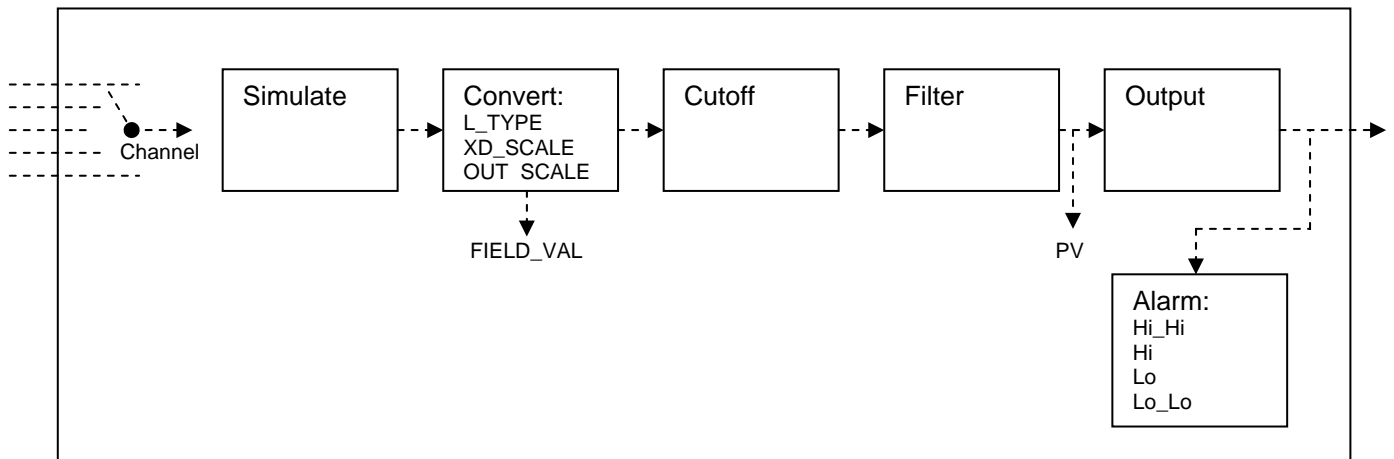 Channel
Simulate
Convert:
L_TYPE
XD_SCALE
OUT SCALE
FIELD_VAL
Cutoff
Filter
PV
Output
Alarm:
Hi_Hi
Hi
Lo
Lo_Lo